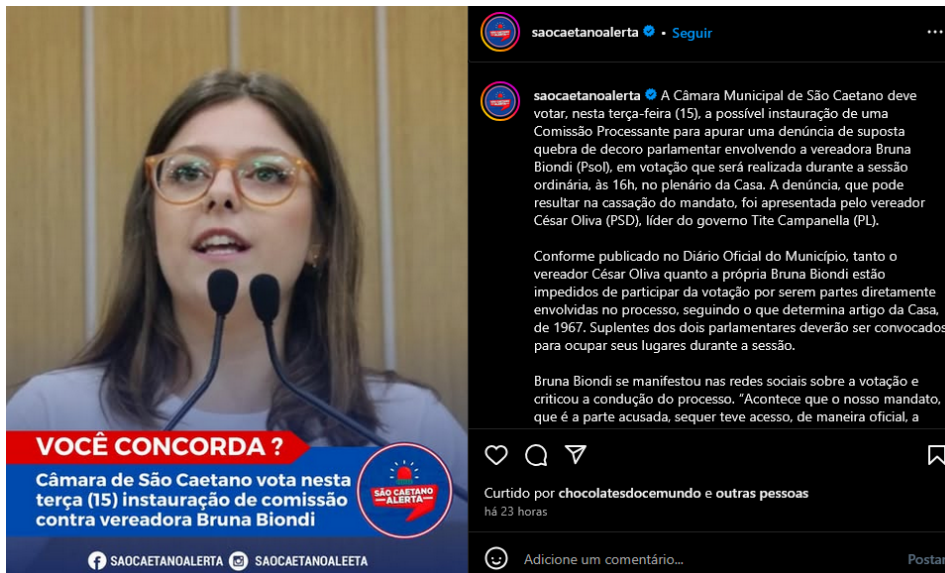 VOCÊ CONCORDA ?
Câmara de São Caetano vota nesta
terça (15) instauração de comissão
contra vereadora Bruna Biondi
SÃO CAETANO
ALERTA
SAOCAETANOALERTA SAOCAETANOALEETA
saocaetanoalerta • Seguir
saocaetanoalerta A Câmara Municipal de São Caetano deve
votar, nesta terça-feira (15), a possível instauração de uma
Comissão Processante para apurar uma denúncia de suposta
quebra de decoro parlamentar envolvendo a vereadora Bruna
Biondi (Psol), em votação que será realizada durante a sessão
ordinária, às 16h, no plenário da Casa. A denúncia, que pode
resultar na cassação do mandato, foi apresentada pelo vereador
César Oliva (PSD), líder do governo Tite Campanella (PL).
Conforme publicado no Diário Oficial do Município, tanto o
vereador César Oliva quanto a própria Bruna Biondi estão
impedidos de participar da votação por serem partes diretamente
envolvidas no processo, seguindo o que determina artigo da Casa,
de 1967. Suplentes dos dois parlamentares deverão ser convocados
para ocupar seus lugares durante a sessão.
Bruna Biondi se manifestou nas redes sociais sobre a votação e
criticou a condução do processo. “Acontece que o nosso mandato,
que é a parte acusada, sequer teve acesso, de maneira oficial, a
Curtido por chocolatesdocemundo e outras pessoas
há 23 horas
Adicione um comentário... Postar